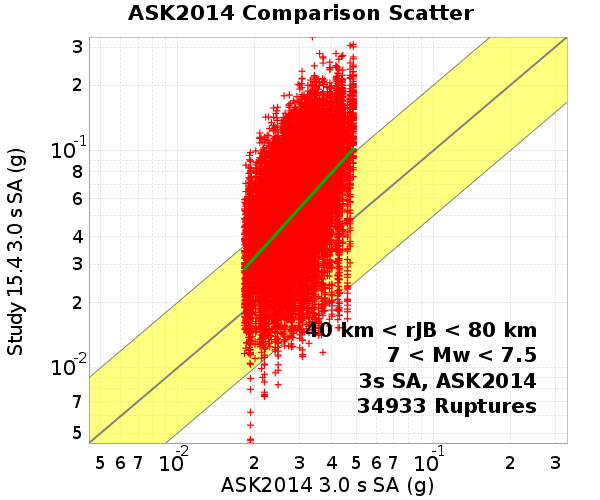 ASK2014 Comparison Scatter
3
2
10-1
8
6
4
3
2
10-2
7
5
Study 15.4 3.0 s SA (g)
40 km < rJB < 80 km
7 < Mw < 7.5
3s SA, ASK2014
34933 Ruptures
5 6 7 10-2 2 3 4 5 6 7 10-1 2 3
ASK2014 3.0 s SA (g)